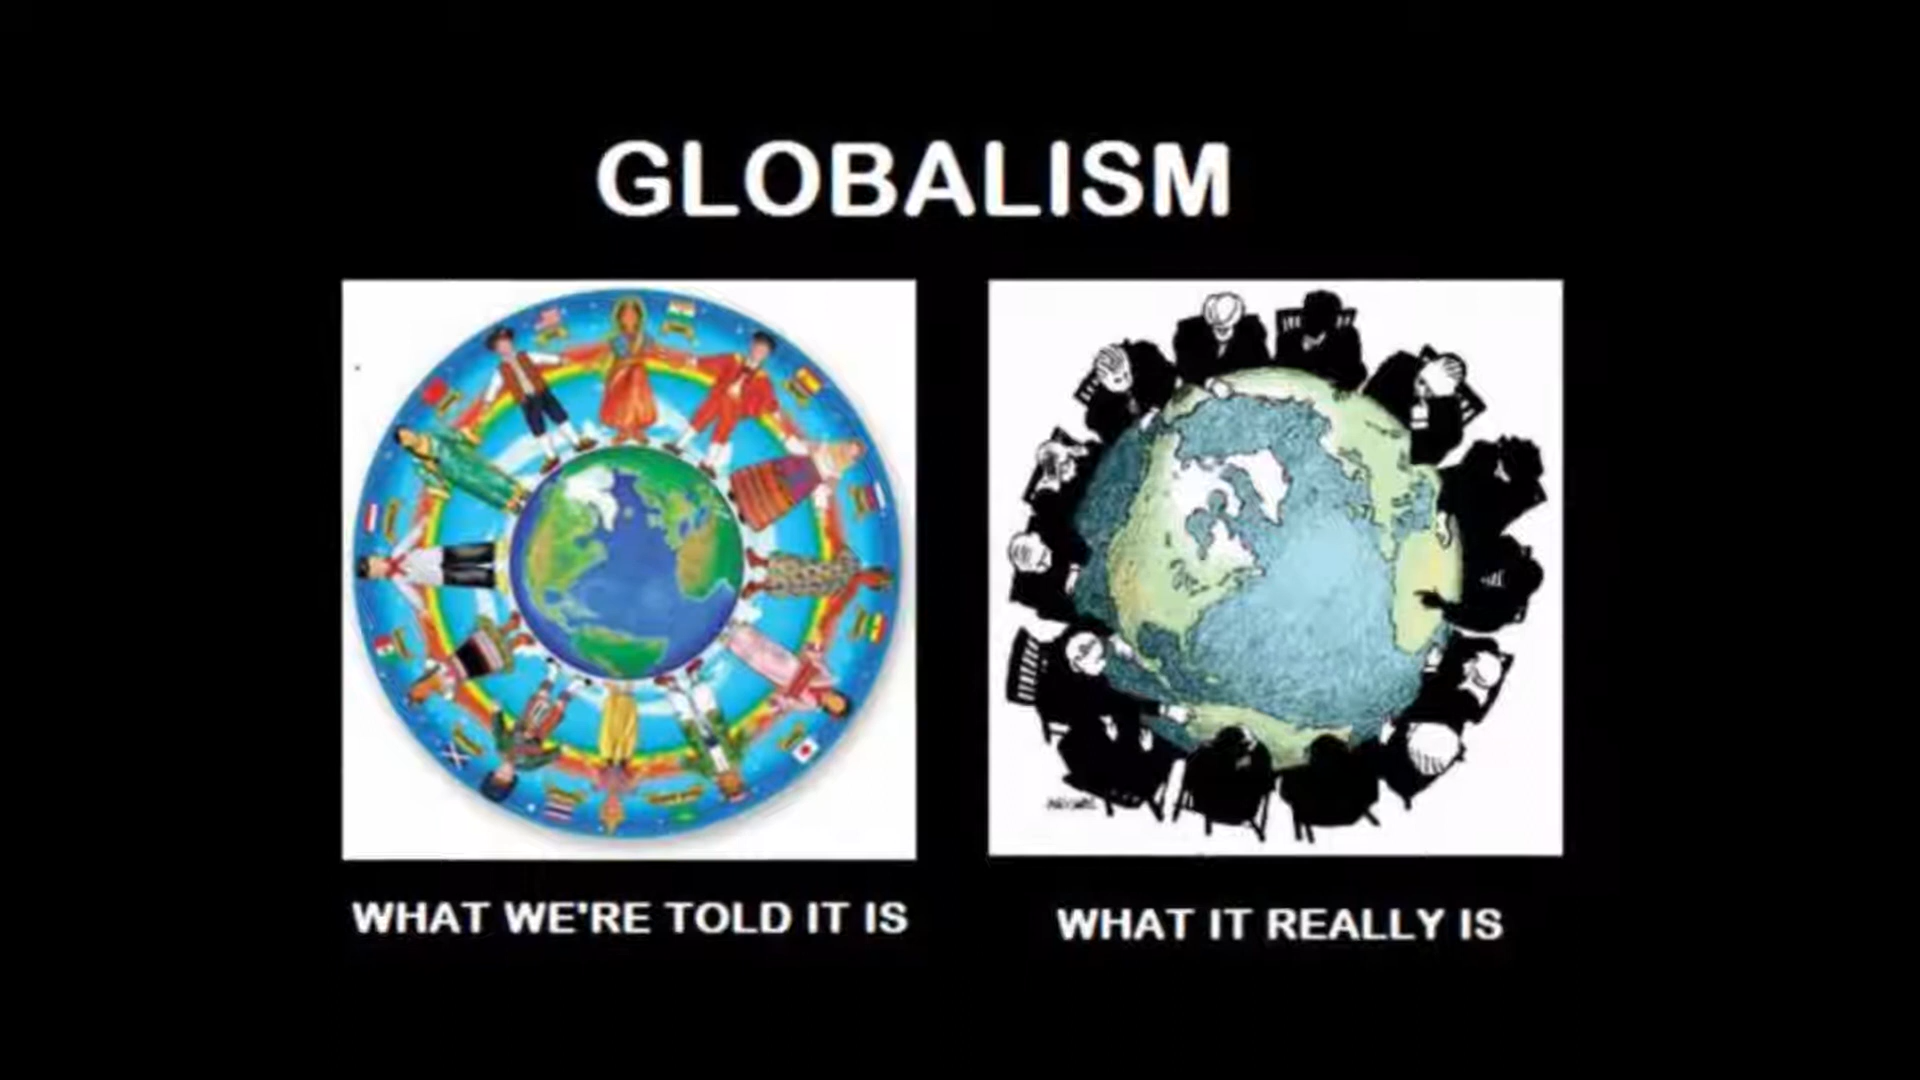 GLOBALISM
WHAT WE'RE TOLD IT IS
WHAT IT REALLY IS